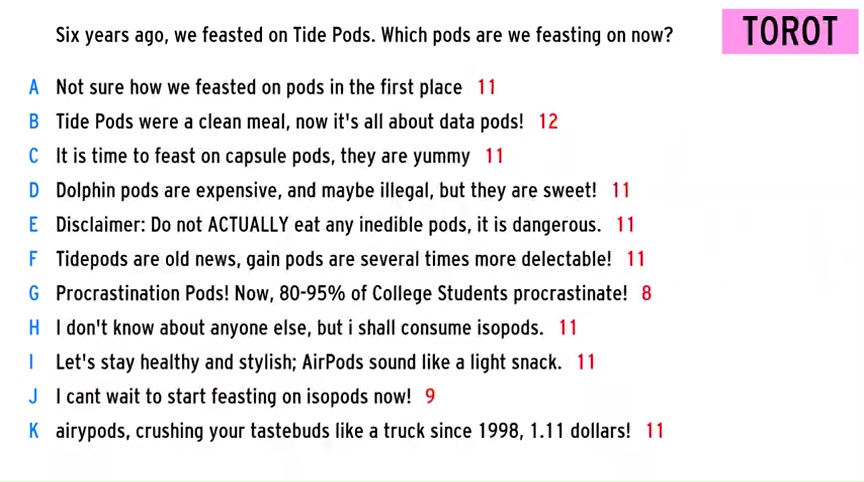 Six years ago, we feasted on Tide Pods. Which pods are we feasting on now?
TOROT
A Not sure how we feasted on pods in the first place 11
B Tide Pods were a clean meal, now it's all about data pods! 12
C It is time to feast on capsule pods, they are yummy 11
D Dolphin pods are expensive, and maybe illegal, but they are sweet! 11
E Disclaimer: Do not ACTUALLY eat any inedible pods, it is dangerous. 11
F Tidepods are old news, gain pods are several times more delectable! 11
G Procrastination Pods! Now, 80-95% of College Students procrastinate! 8
H I don't know about anyone else, but i shall consume isopods. 11
I Let's stay healthy and stylish; AirPods sound like a light snack. 11
J I cant wait to start feasting on isopods now! 9
K airypods, crushing your tastebuds like a truck since 1998, 1.11 dollars! 11